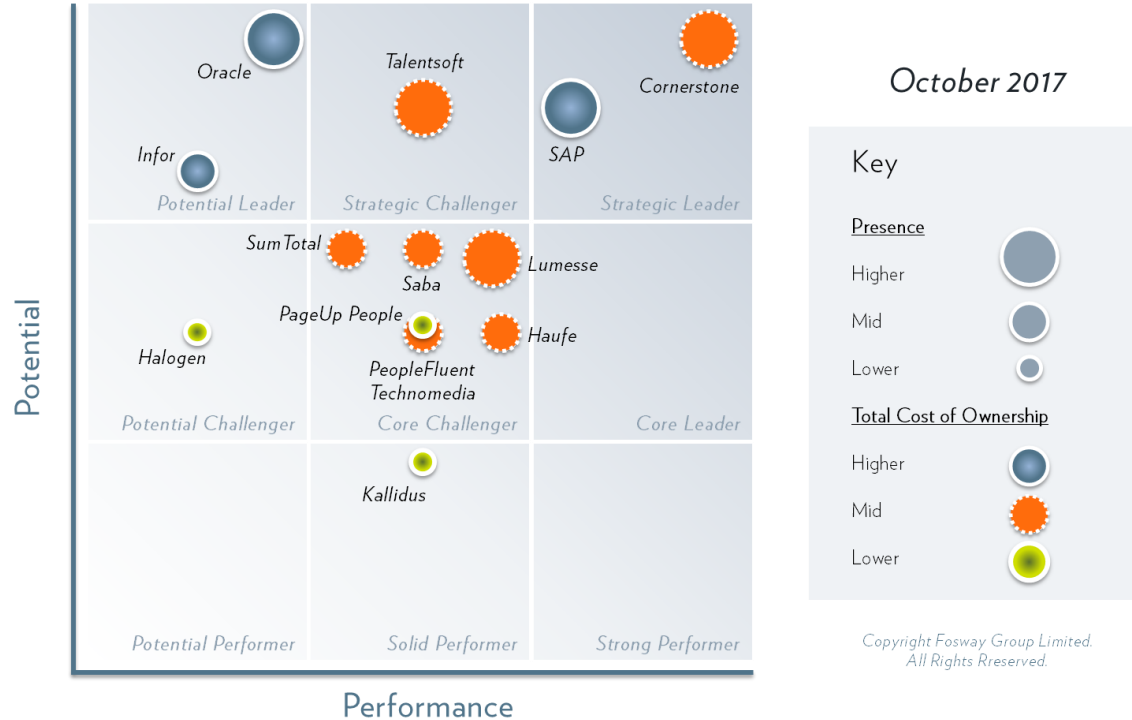 Oracle
Talentsoft
Cornerstone
Infor
SAP
Potential Leader
Strategic Challenger
Strategic Leader
SumTotal
Saba
Lumesse
PageUp People
Haufe
Halogen
PeopleFluent
Technomedia
Potential Challenger
Core Challenger
Core Leader
Kallidus
Potential Performer
Solid Performer
Strong Performer
Potential
Performance
October 2017
Key
Presence
Higher
Mid
Lower
Total Cost of Ownership
Higher
Mid
Lower
Copyright Fosway Group Limited.
All Rights Rreserved.